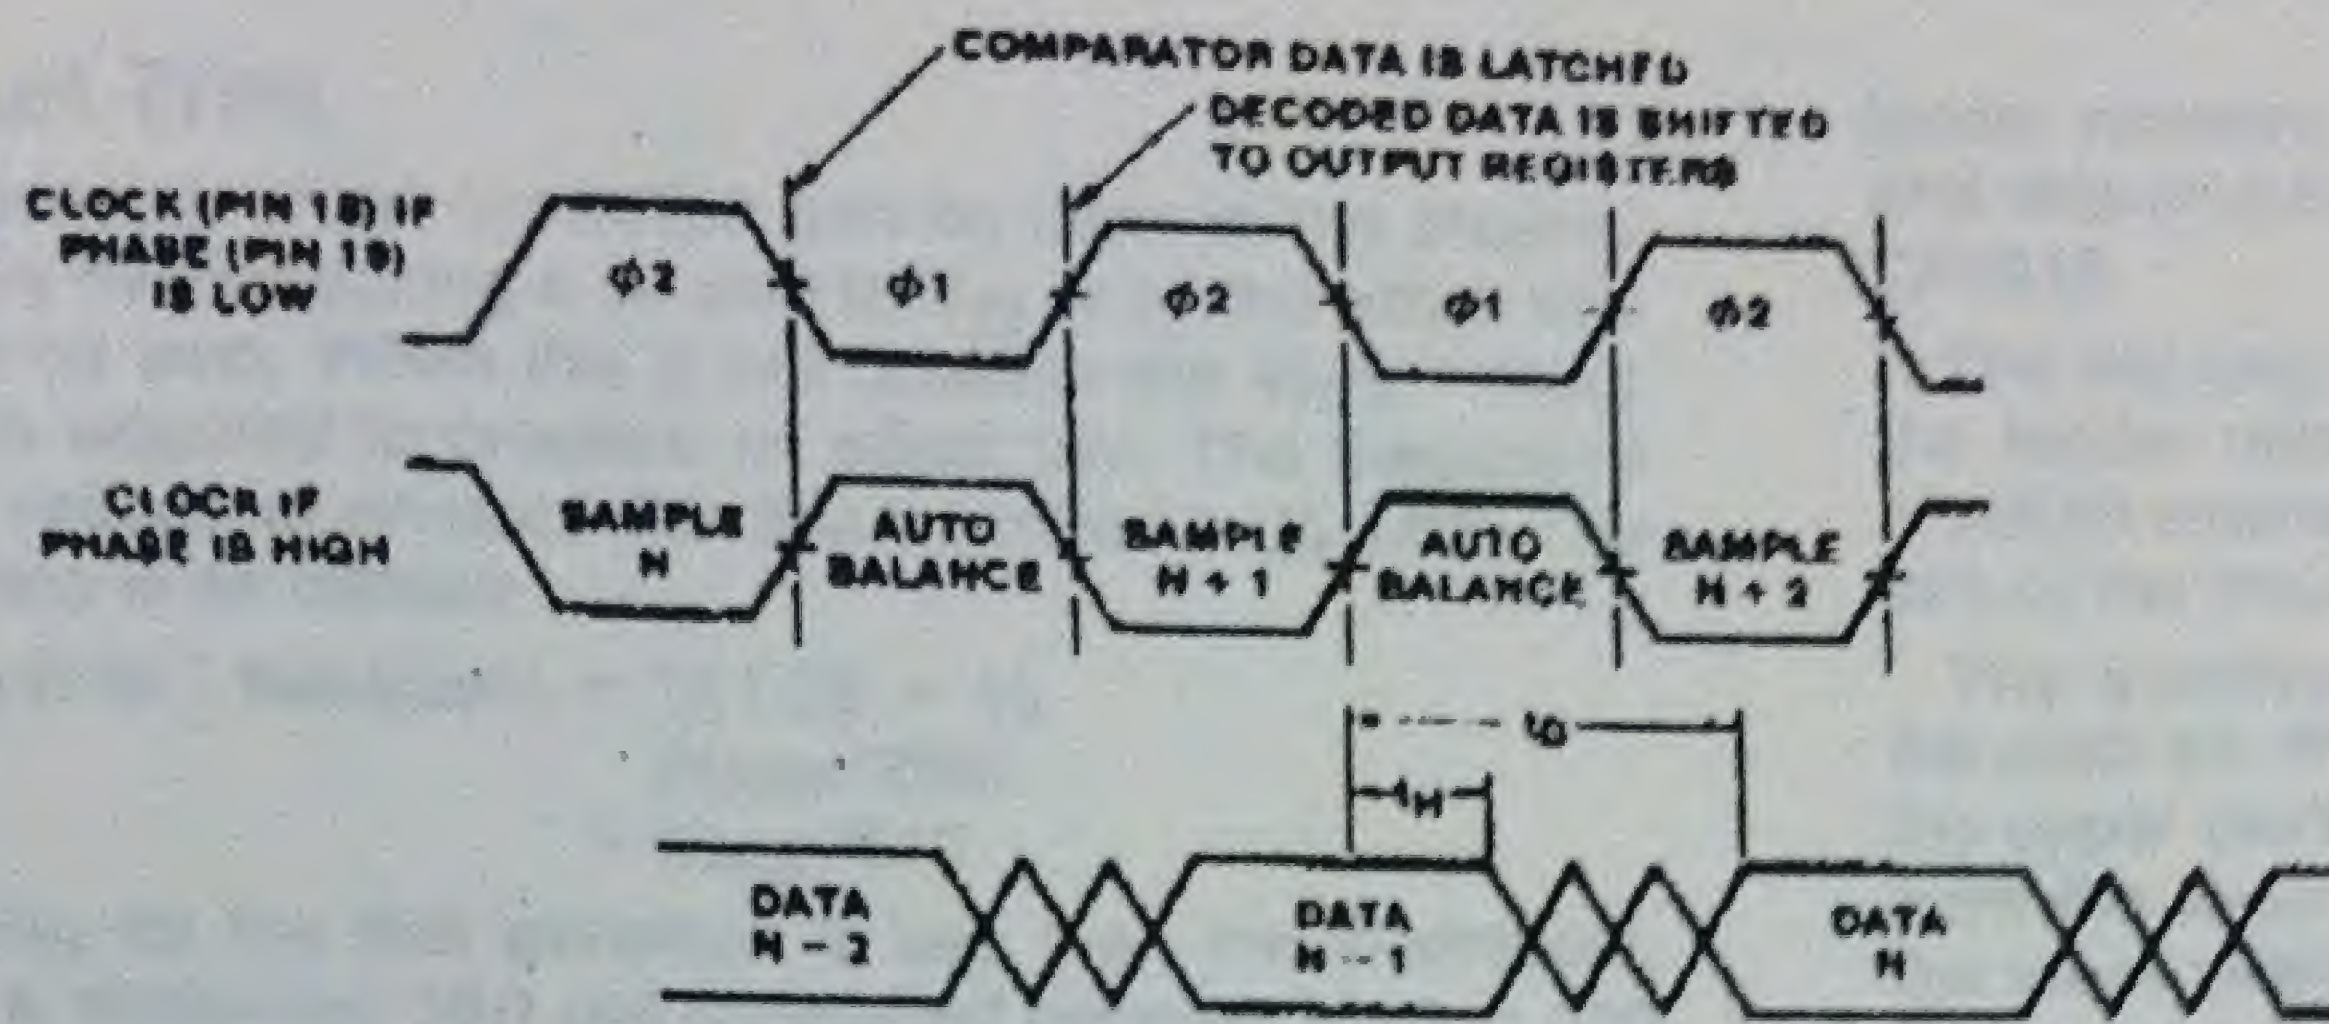 COMPARATOR DATA IS LATCHED
DECODED DATA IS SHIFTED
TO OUTPUT REGISTERS
CLOCK (PIN 18) IF
PHASE (PIN 19)
IS LOW
ϕ2
ϕ1
ϕ2
ϕ1
ϕ2
CLOCK IF
PHASE IS HIGH
SAMPLE
N
AUTO
BALANCE
SAMPLE
N + 1
AUTO
BALANCE
SAMPLE
N + 2
tD
tH
DATA
N - 2
DATA
N - 1
DATA
N